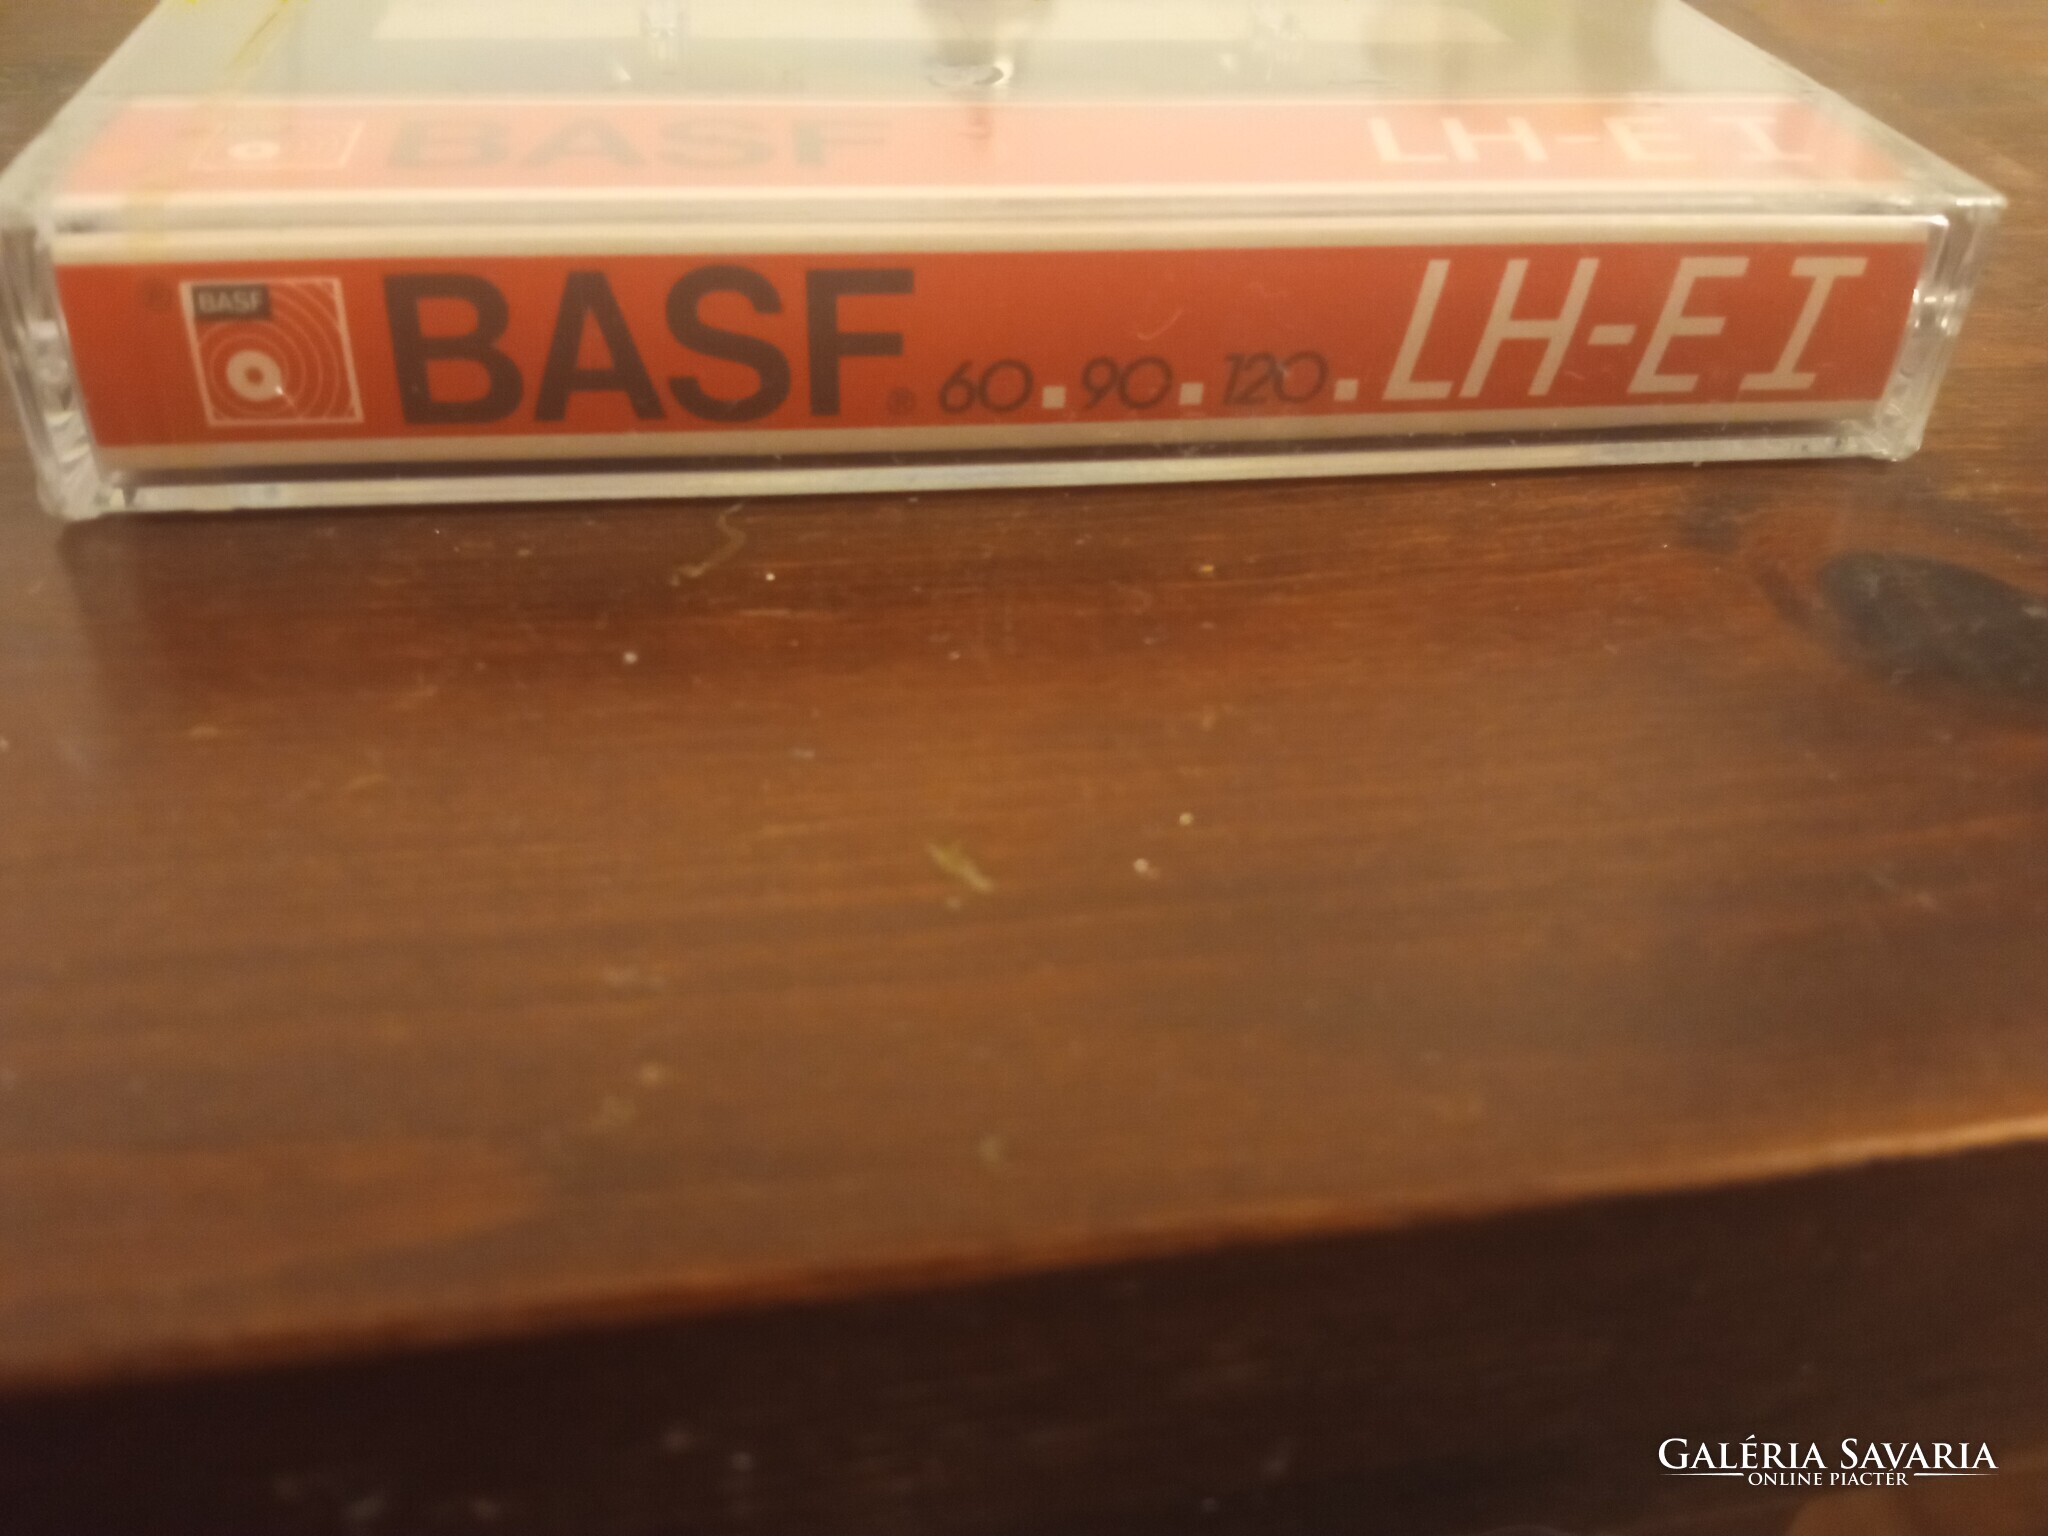 BASF LH-E I
BASF BASF® 60.90.120.LH-E I
GALÉRIA SAVARIA
ONLINE PIACTÉR